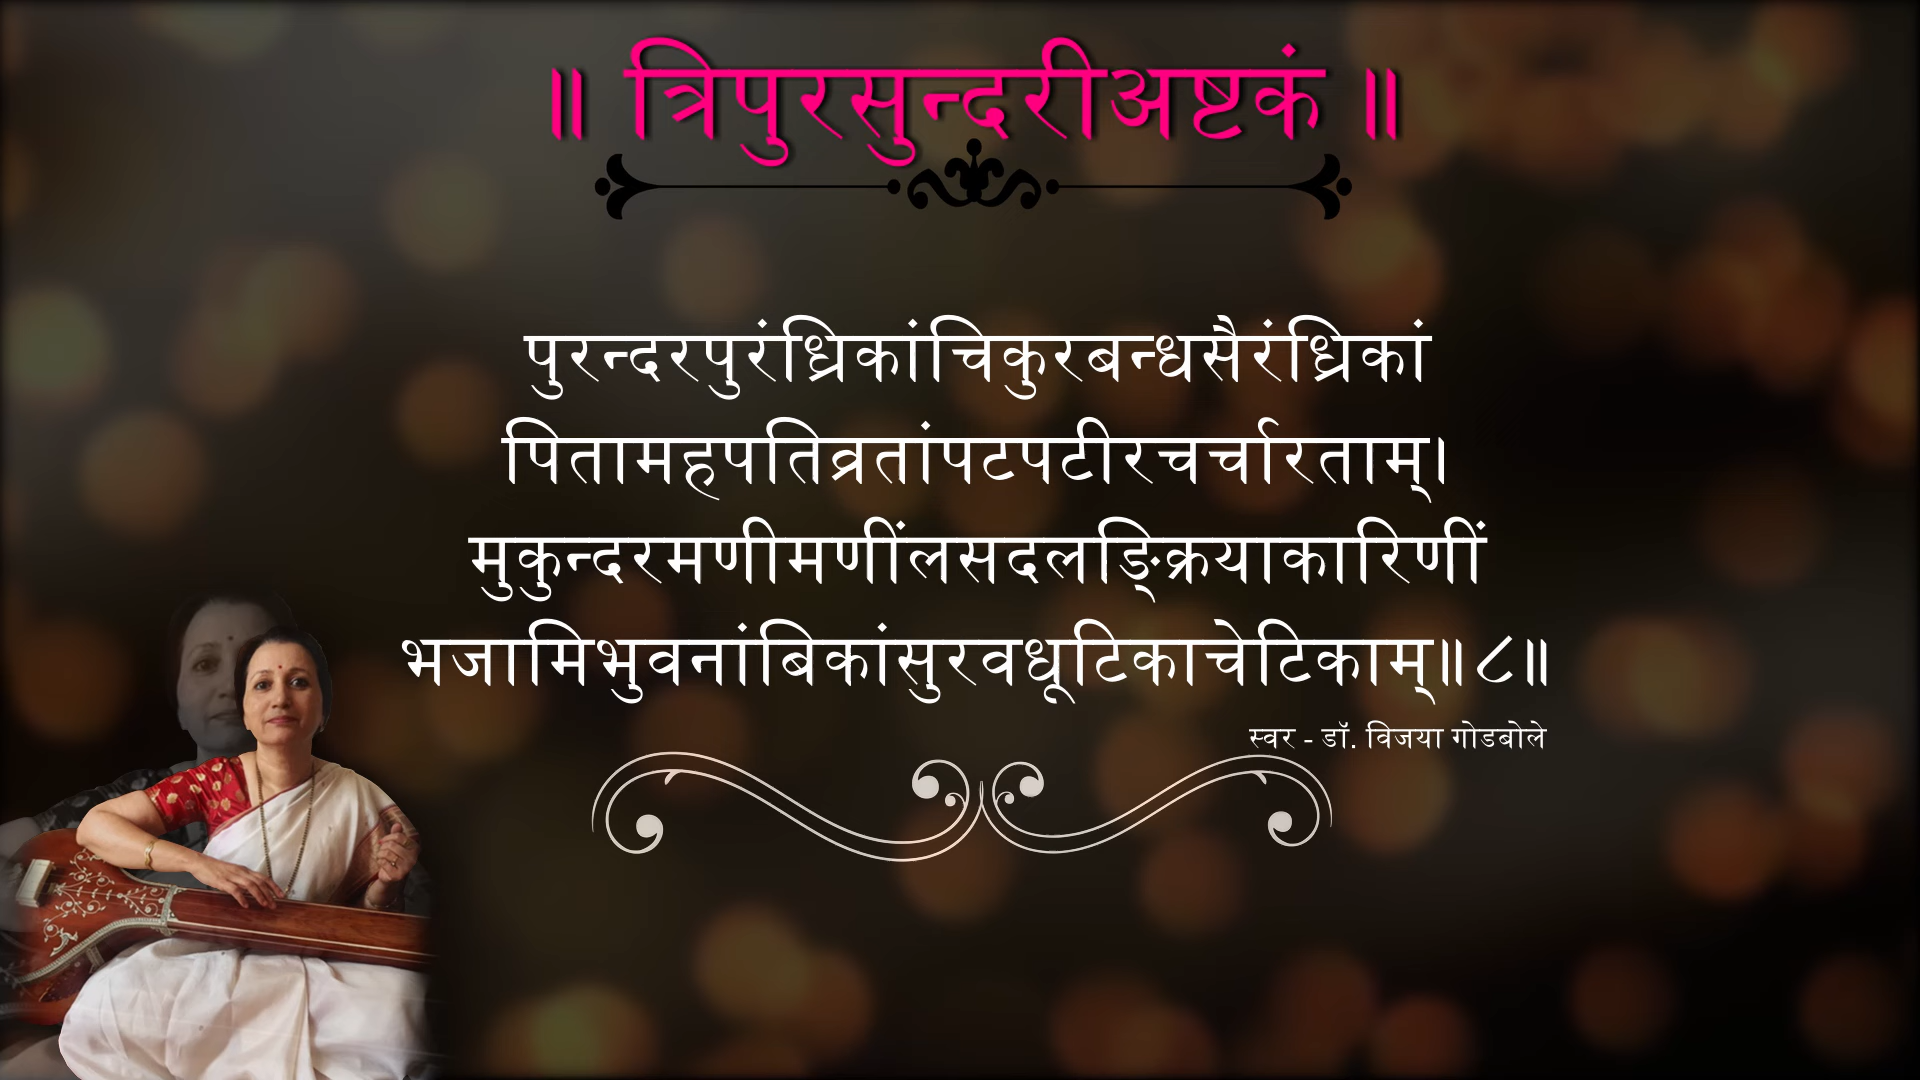 ॥ त्रिपुरसुन्दरीअष्टकं ॥
पुरन्दरपुरंध्रिकांचिकुरबन्धसैरंध्रिकां
पितामहपतिव्रतांपटपटीरचर्चारताम्।
मुकुन्दरमणीमणींलसदलङ्क्रियाकारिणीं
भजामिभुवनांबिकांसुरवधूटिकाचेटिकाम्॥८॥
स्वर - डॉ. विजया गोडबोले